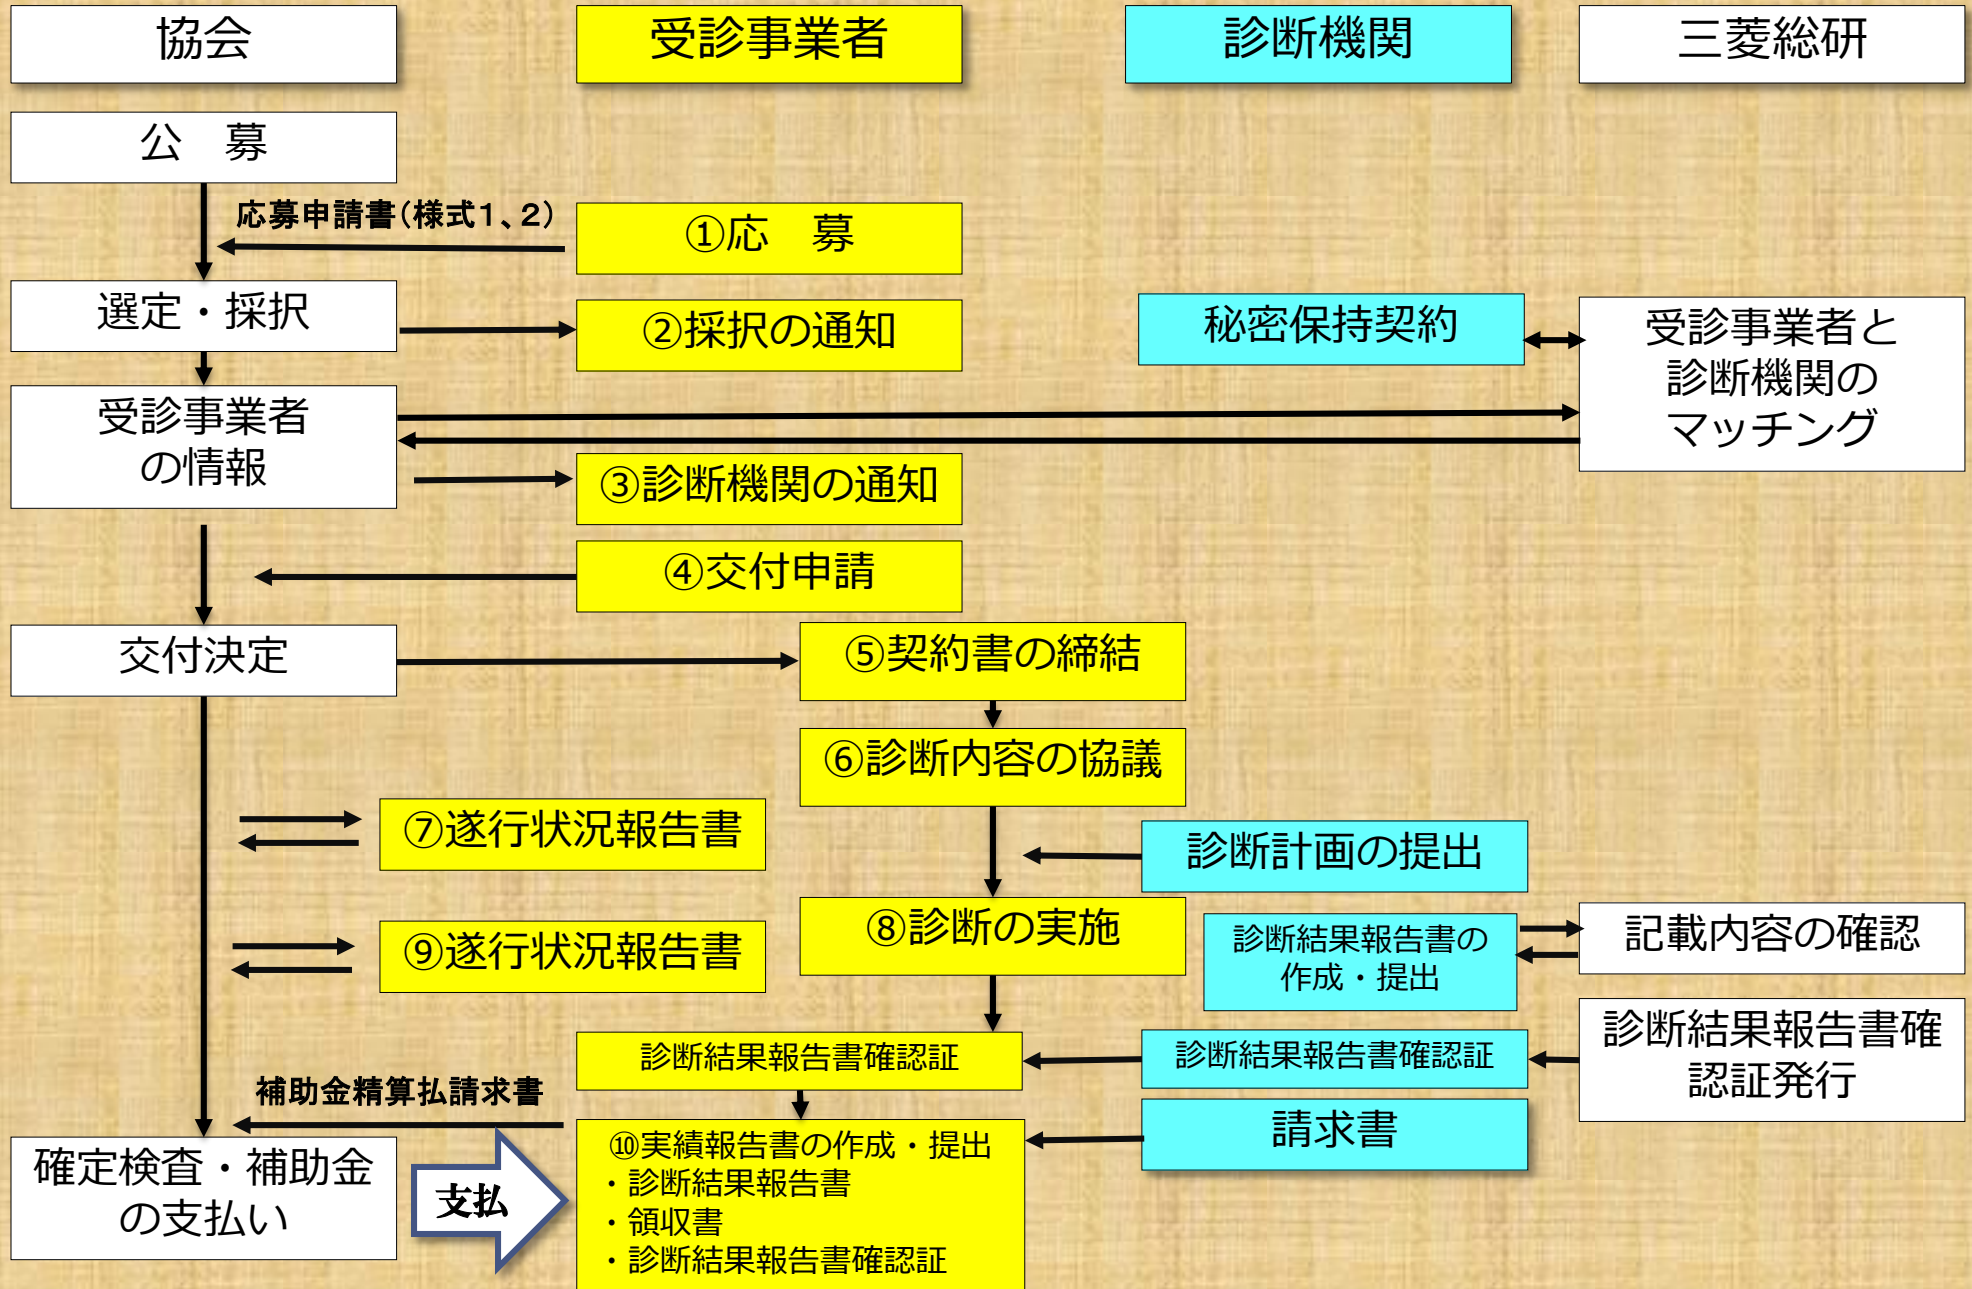 協会
受診事業者
診断機関
三菱総研
公　募
応募申請書（様式１、２）
①応　募
選定・採択
②採択の通知
秘密保持契約
受診事業者と
診断機関の
マッチング
受診事業者
の情報
③診断機関の通知
④交付申請
交付決定
⑤契約書の締結
⑥診断内容の協議
⑦遂行状況報告書
診断計画の提出
⑧診断の実施
診断結果報告書の
作成・提出
記載内容の確認
⑨遂行状況報告書
診断結果報告書確認証
診断結果報告書確認証
診断結果報告書確
認証発行
補助金精算払請求書
請求書
確定検査・補助金
の支払い
支払
⑩実績報告書の作成・提出
・診断結果報告書
・領収書
・診断結果報告書確認証